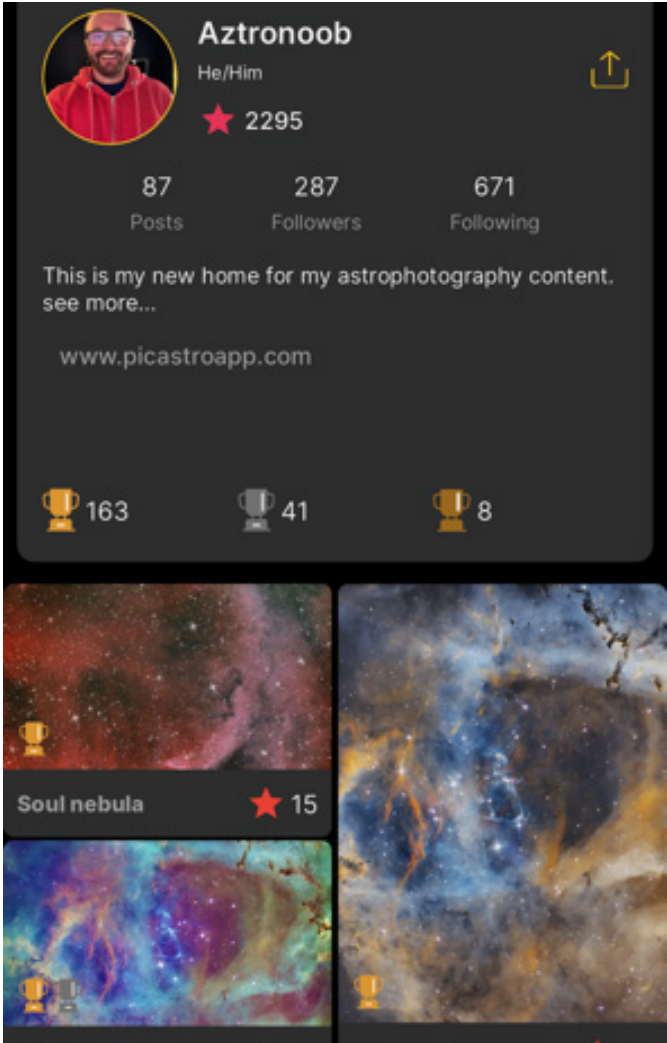 Aztronoob
He/Him
2295
87 287 671
Posts Followers Following
This is my new home for my astrophotography content.
see more...
www.picastroapp.com
163 41 8
Soul nebula 15